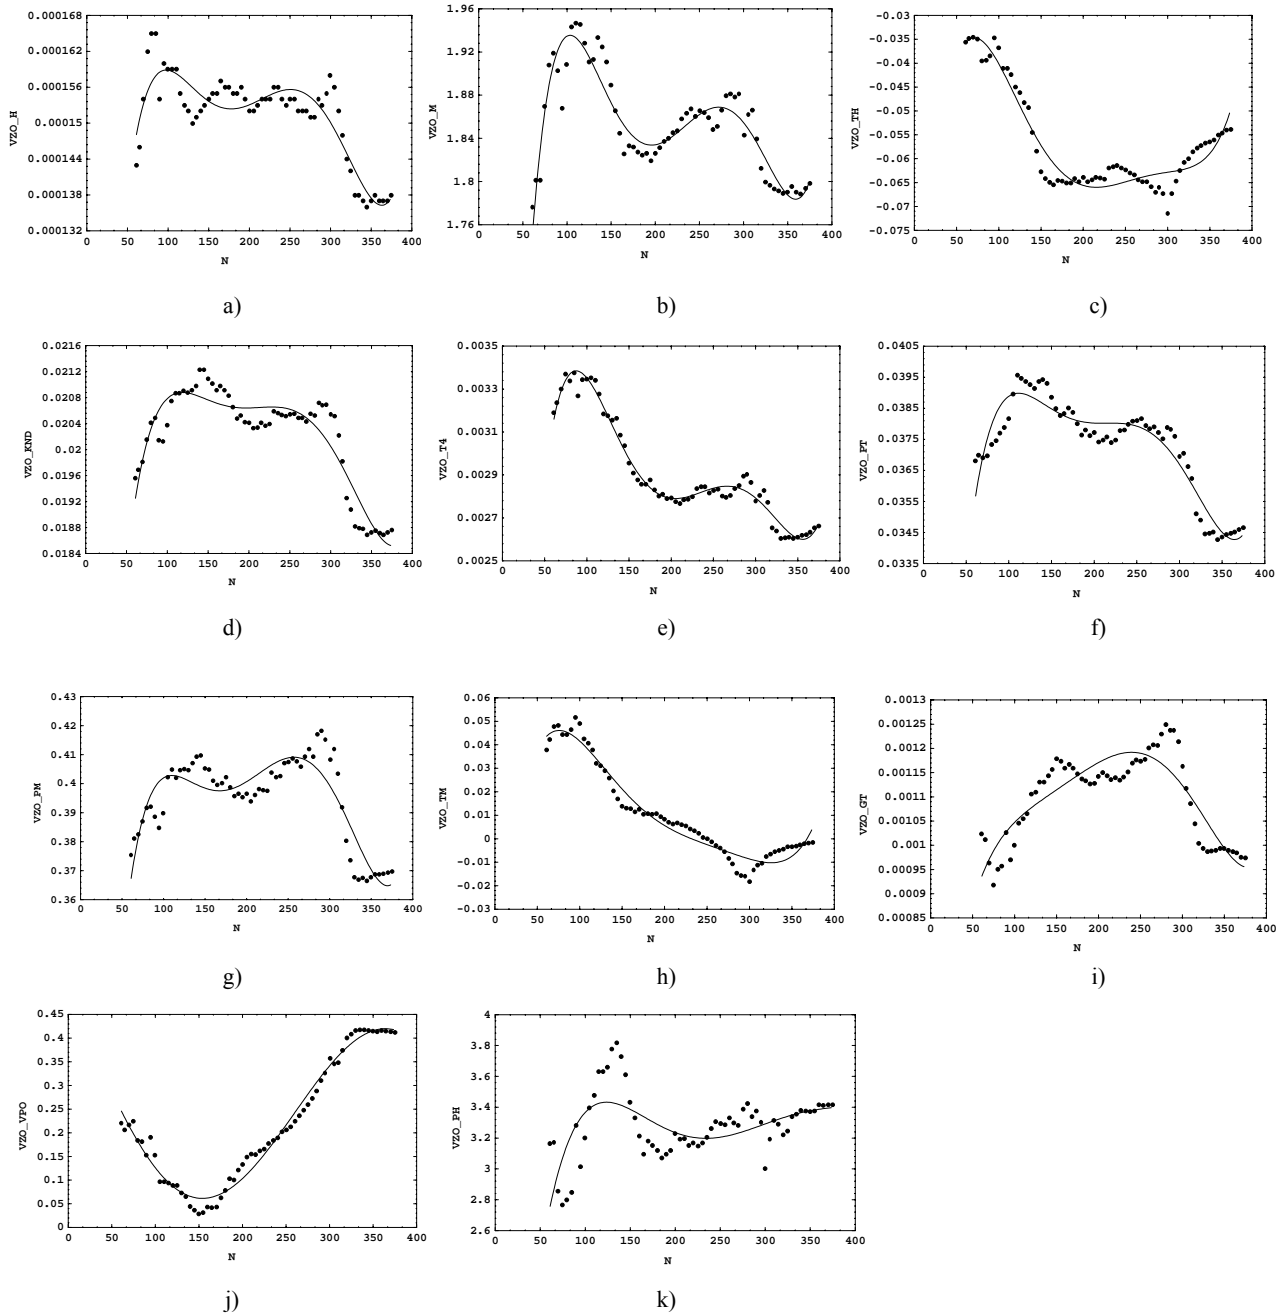 0.000168
0.000162
0.000156
0.00015
0.000144
0.000138
0.000132
VZO_H
0 50 100 150 200 250 300 350 400
N
a)
1.96
1.92
1.88
1.84
1.8
1.76
VZO_M
0 50 100 150 200 250 300 350 400
N
b)
-0.03
-0.035
-0.04
-0.045
-0.05
-0.055
-0.06
-0.065
-0.07
-0.075
VZO_TH
0 50 100 150 200 250 300 350 400
N
c)
0.0216
0.0212
0.0208
0.0204
0.02
0.0196
0.0192
0.0188
0.0184
VZO_KND
0 50 100 150 200 250 300 350 400
N
d)
0.0035
0.0033
0.0031
0.0029
0.0027
0.0025
VZO_T4
0 50 100 150 200 250 300 350 400
N
e)
0.0405
0.0395
0.0385
0.0375
0.0365
0.0355
0.0345
0.0335
VZO_PT
0 50 100 150 200 250 300 350 400
N
f)
0.43
0.42
0.41
0.4
0.39
0.38
0.37
0.36
VZO_PM
0 50 100 150 200 250 300 350 400
N
g)
0.06
0.05
0.04
0.03
0.02
0.01
0
-0.01
-0.02
-0.03
VZO_TM
0 50 100 150 200 250 300 350 400
N
h)
0.0013
0.00125
0.0012
0.00115
0.0011
0.00105
0.001
0.00095
0.0009
0.00085
VZO_GT
0 50 100 150 200 250 300 350 400
N
i)
0.45
0.4
0.35
0.3
0.25
0.2
0.15
0.1
0.05
0
VZO_VPO
0 50 100 150 200 250 300 350 400
N
j)
4
3.8
3.6
3.4
3.2
3
2.8
2.6
VZO_PH
0 50 100 150 200 250 300 350 400
N
k)